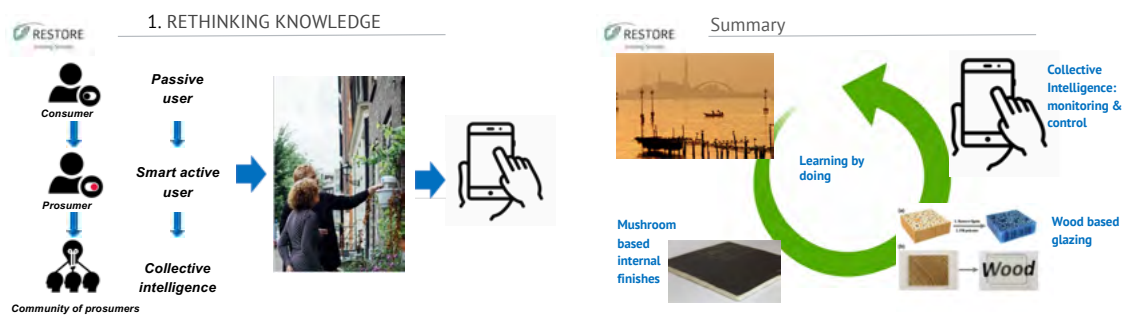 RESTORE
1. RETHINKING KNOWLEDGE
Passive
user
Consumer
Smart active
user
Prosumer
Collective
intelligence
Community of prosumers
RESTORE
Summary
Collective
Intelligence:
monitoring &
control
Learning by
doing
Mushroom
based
internal
finishes
(a)
(b)
Wood
Wood based
glazing